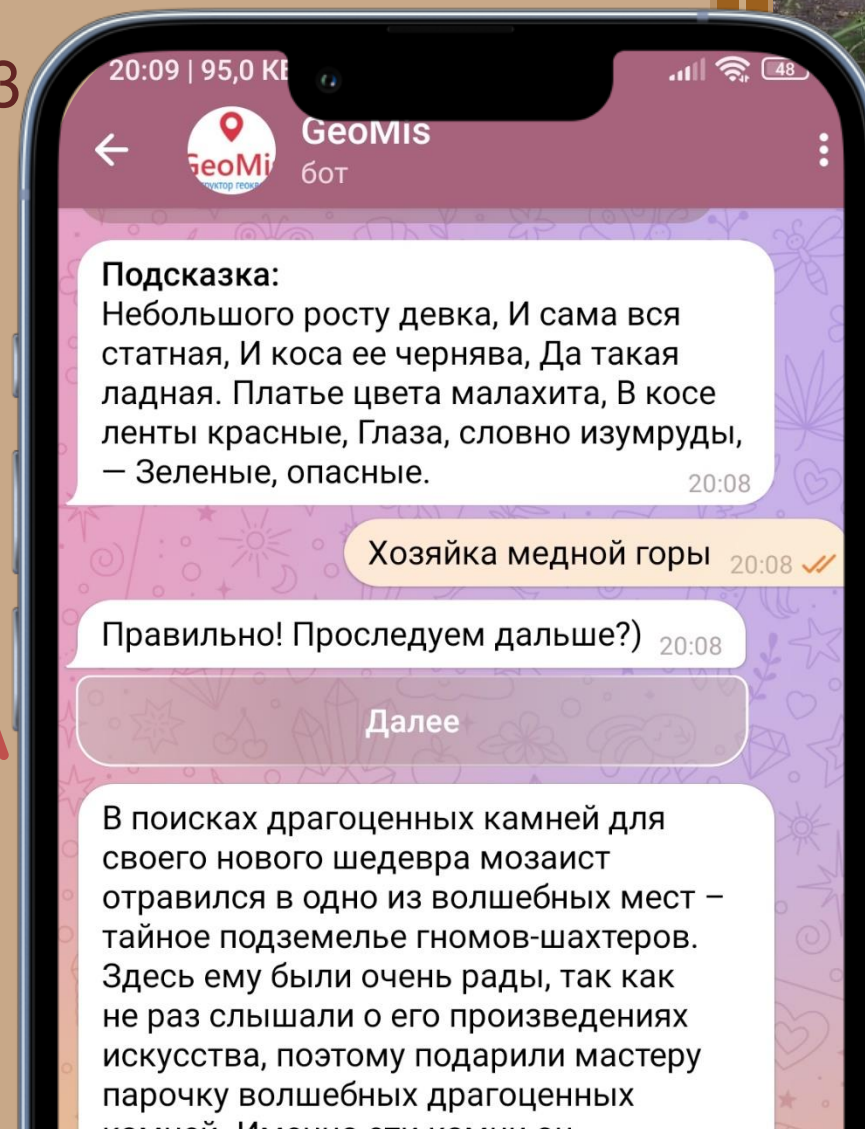 20:09 | 95,0
48
GeoMis
бот
Подсказка:
Небольшого росту девка, И сама вся
статная, И коса ее чернява, Да такая
ладная. Платье цвета малахита, В косе
ленты красные, Глаза, словно изумруды,
— Зеленые, опасные.
20:08
Хозяйка медной горы 20:08
Правильно! Проследуем дальше?) 20:08
Далее
В поисках драгоценных камней для
своего нового шедевра мозаист
отравился в одно из волшебных мест –
тайное подземелье гномов-шахтеров.
Здесь ему были очень рады, так как
не раз слышали о его произведениях
искусства, поэтому подарили мастеру
парочку волшебных драгоценных